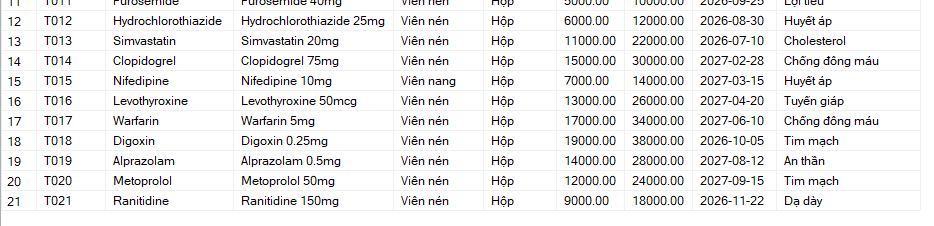 11 T011 Furosemide Furosemide 40mg Viên nén Hộp 5000.00 10000.00 2026-09-25 Lợi tiểu
12 T012 Hydrochlorothiazide Hydrochlorothiazide 25mg Viên nén Hộp 6000.00 12000.00 2026-08-30 Huyết áp
13 T013 Simvastatin Simvastatin 20mg Viên nén Hộp 11000.00 22000.00 2026-07-10 Cholesterol
14 T014 Clopidogrel Clopidogrel 75mg Viên nén Hộp 15000.00 30000.00 2027-02-28 Chống đông máu
15 T015 Nifedipine Nifedipine 10mg Viên nang Hộp 7000.00 14000.00 2027-03-15 Huyết áp
16 T016 Levothyroxine Levothyroxine 50mcg Viên nén Hộp 13000.00 26000.00 2027-04-20 Tuyến giáp
17 T017 Warfarin Warfarin 5mg Viên nén Hộp 17000.00 34000.00 2027-06-10 Chống đông máu
18 T018 Digoxin Digoxin 0.25mg Viên nén Hộp 19000.00 38000.00 2026-10-05 Tim mạch
19 T019 Alprazolam Alprazolam 0.5mg Viên nén Hộp 14000.00 28000.00 2027-08-12 An thần
20 T020 Metoprolol Metoprolol 50mg Viên nén Hộp 12000.00 24000.00 2027-09-15 Tim mạch
21 T021 Ranitidine Ranitidine 150mg Viên nén Hộp 9000.00 18000.00 2026-11-22 Dạ dày